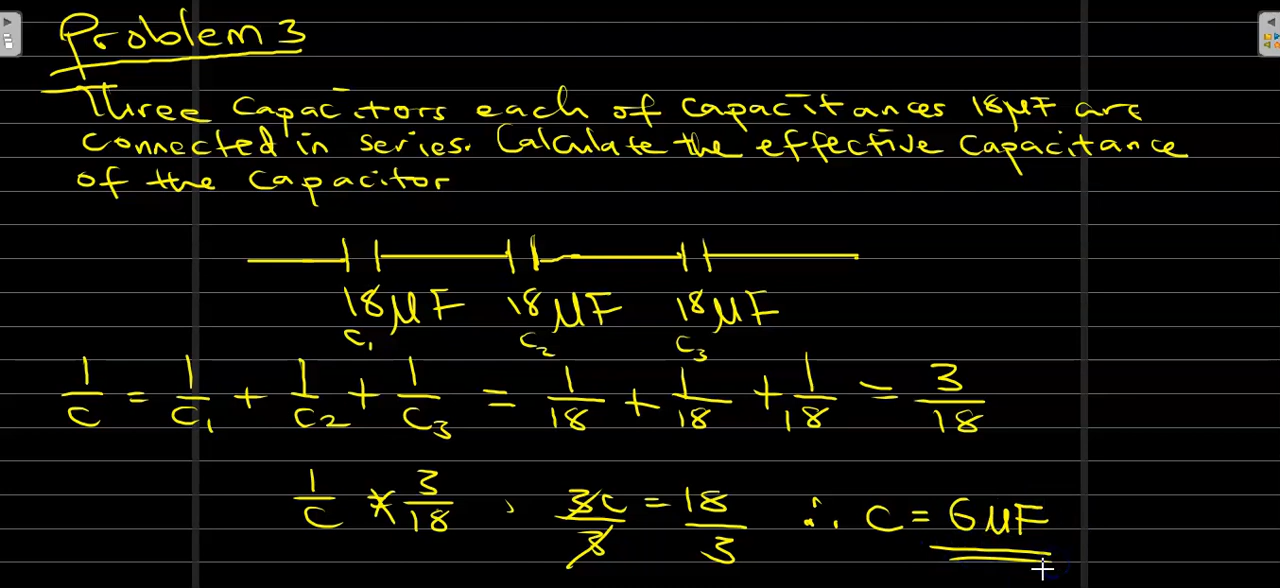 Problem 3
Three capacitors each of capacitances 18μF are
connected in series. Calculate the effective capacitance
of the capacitor
18μF 18μF 18μF
C₁ C₂ C₃
1/C = 1/C₁ + 1/C₂ + 1/C₃ = 1/18 + 1/18 + 1/18 = 3/18
1/C * 3/18 , 3C/3 = 18/3 ∴ C = 6μF